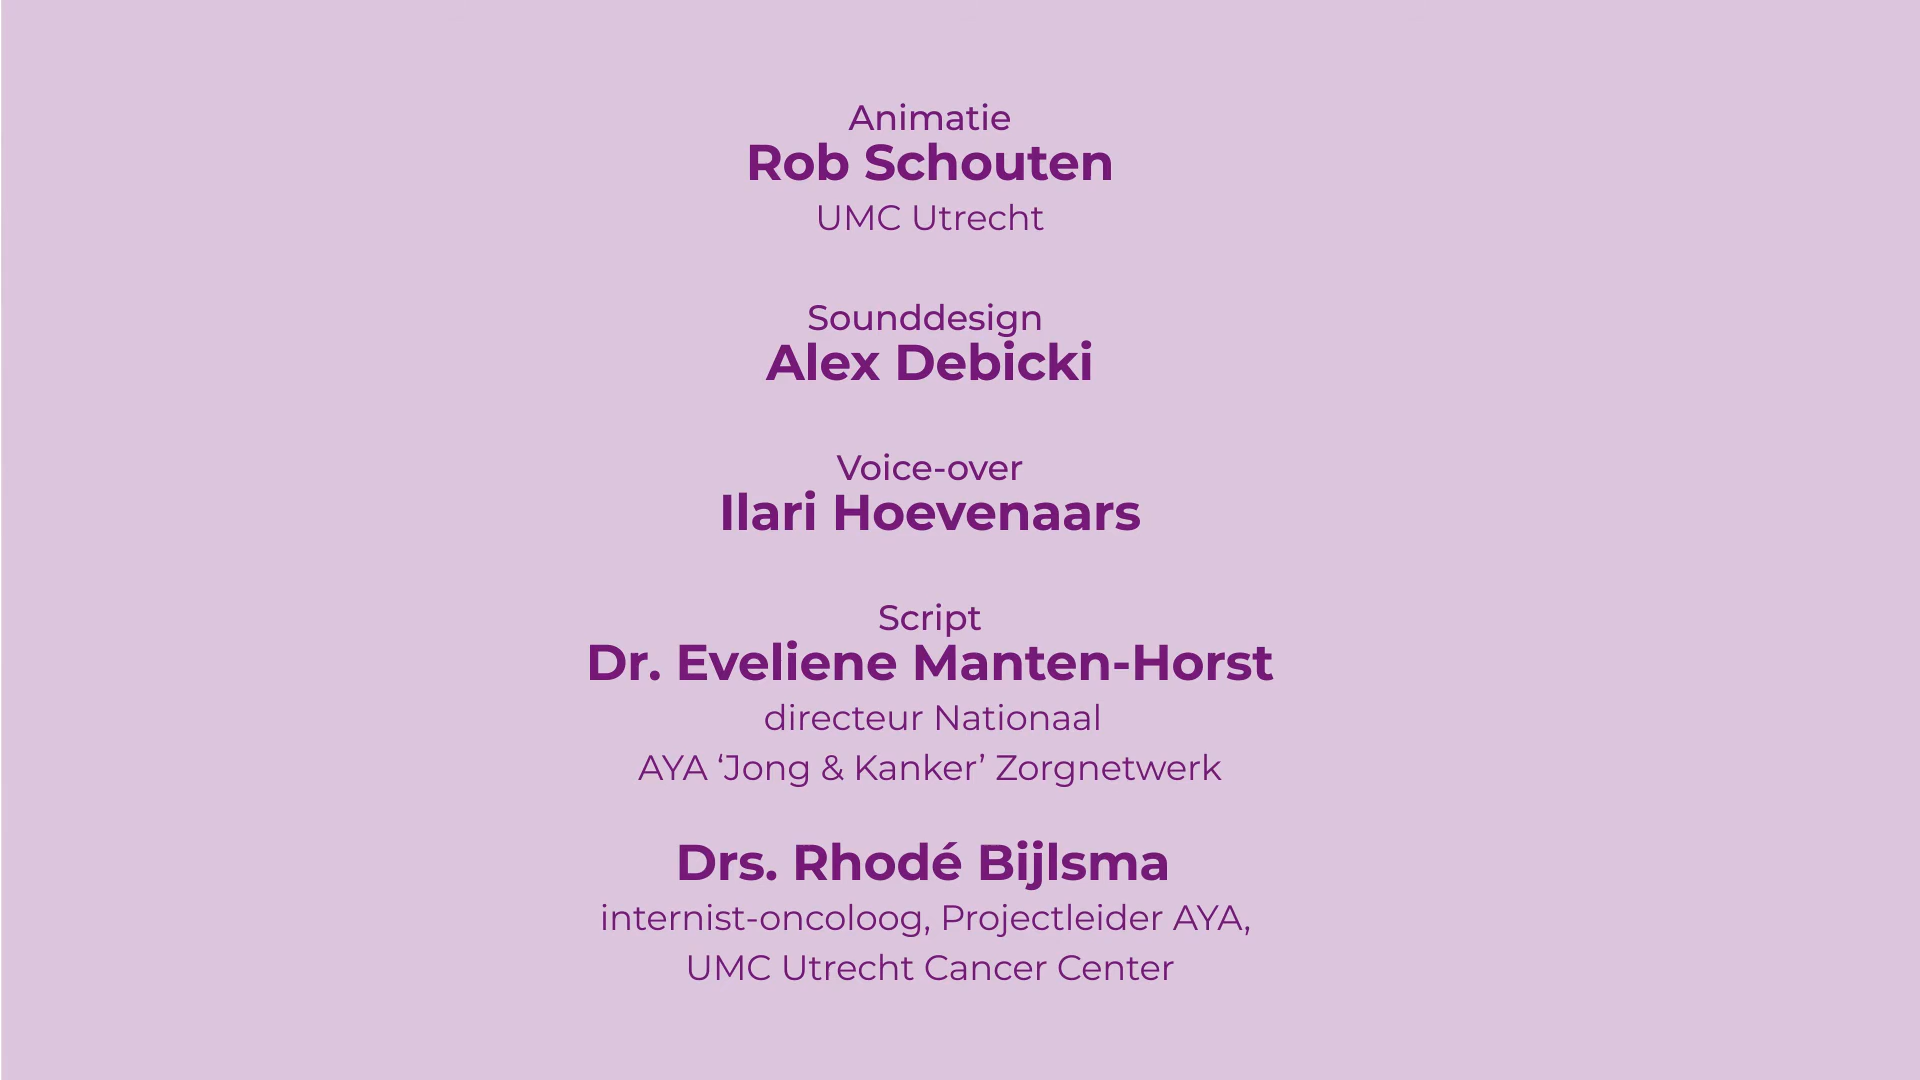 Animatie
Rob Schouten
UMC Utrecht
Sounddesign
Alex Debicki
Voice-over
Ilari Hoevenaars
Script
Dr. Eveliene Manten-Horst
directeur Nationaal
AYA ‘Jong & Kanker’ Zorgnetwerk
Drs. Rhodé Bijlsma
internist-oncoloog, Projectleider AYA,
UMC Utrecht Cancer Center